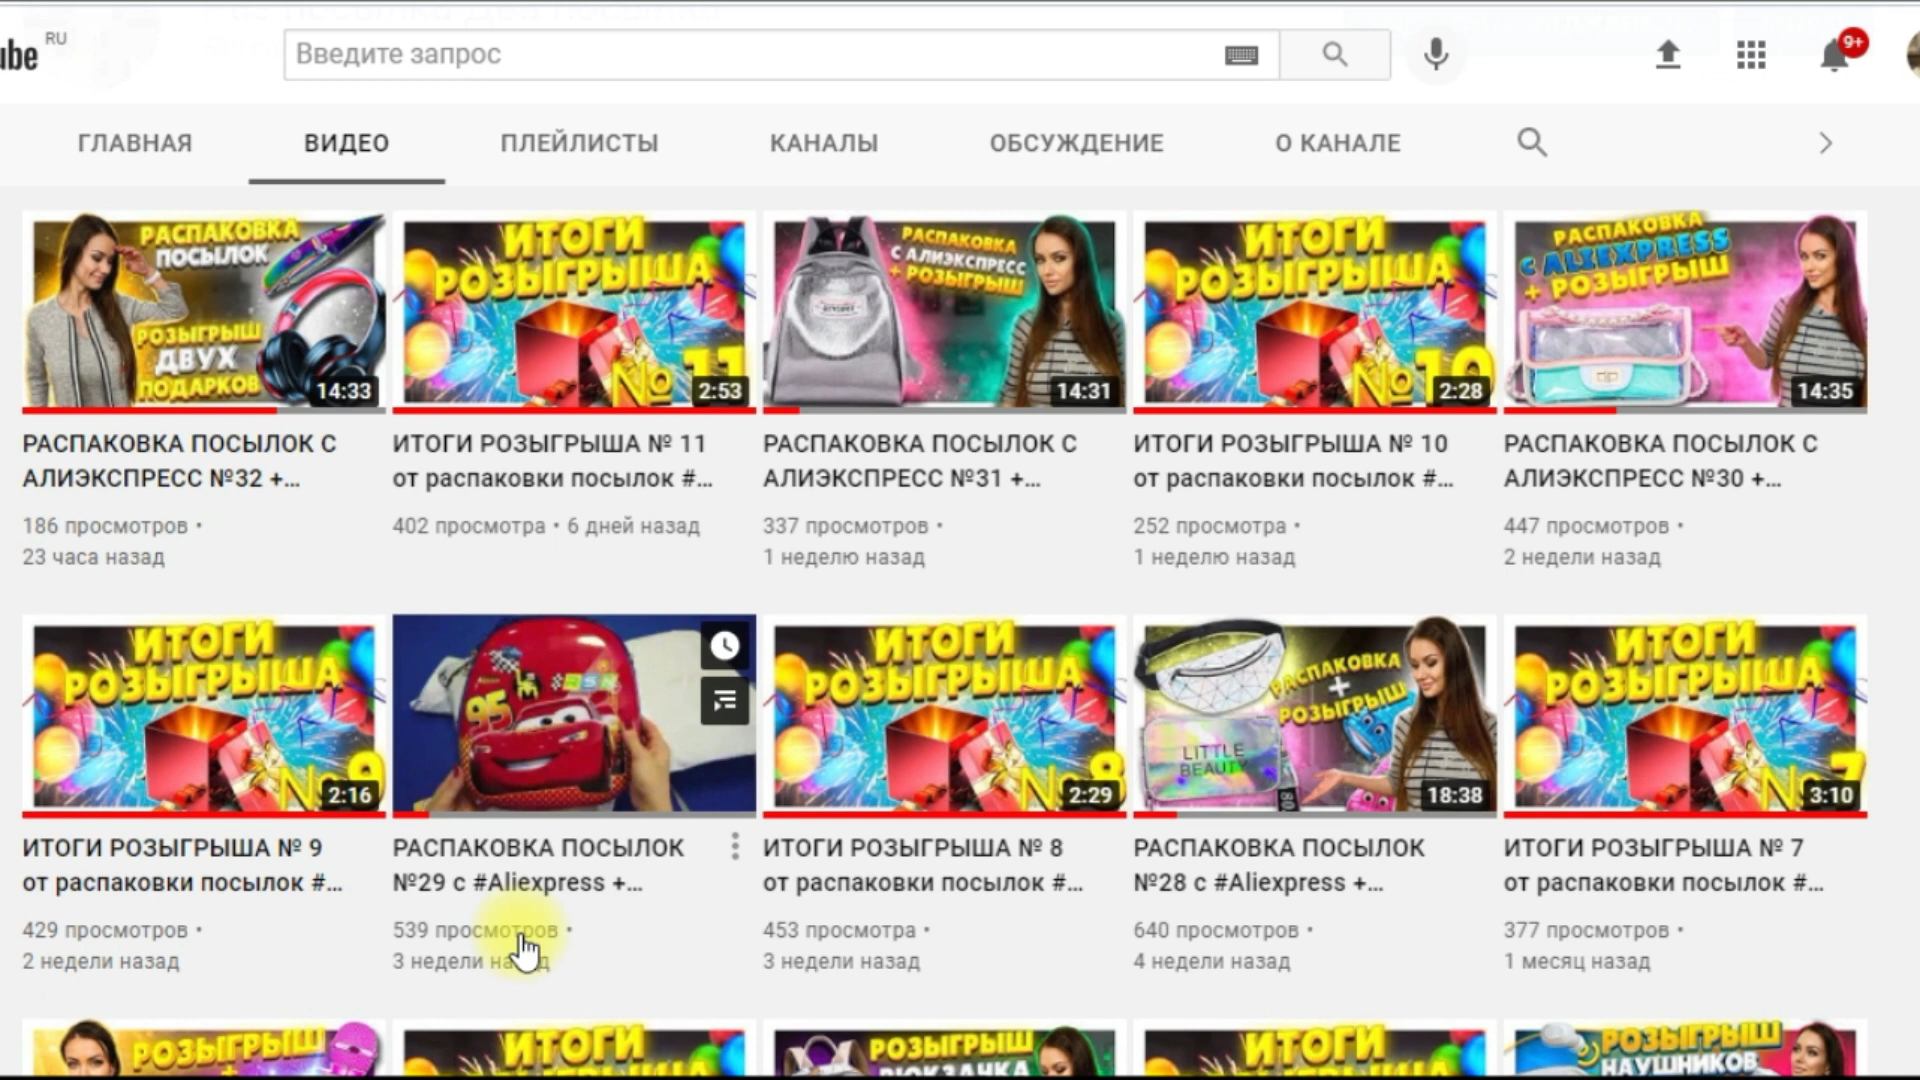 ube RU
Введите запрос
9+
ГЛАВНАЯ ВИДЕО ПЛЕЙЛИСТЫ КАНАЛЫ ОБСУЖДЕНИЕ О КАНАЛЕ
РАСПАКОВКА
ПОСЫЛОК
РОЗЫГРЫШ
ДВУХ
ПОДАРКОВ
14:33
ИТОГИ
РОЗЫГРЫША
№ 11
2:53
РАСПАКОВКА
С АЛИЭКСПРЕСС
+ РОЗЫГРЫШ
14:31
ИТОГИ
РОЗЫГРЫША
№10
2:28
РАСПАКОВКА
С ALIEXPRESS
+ РОЗЫГРЫШ
14:35
РАСПАКОВКА ПОСЫЛОК С
АЛИЭКСПРЕСС №32 +...
186 просмотров •
23 часа назад
ИТОГИ РОЗЫГРЫША № 11
от распаковки посылок #...
402 просмотра • 6 дней назад
РАСПАКОВКА ПОСЫЛОК С
АЛИЭКСПРЕСС №31 +...
337 просмотров •
1 неделю назад
ИТОГИ РОЗЫГРЫША № 10
от распаковки посылок #...
252 просмотра •
1 неделю назад
РАСПАКОВКА ПОСЫЛОК С
АЛИЭКСПРЕСС №30 +...
447 просмотров •
2 недели назад
ИТОГИ
РОЗЫГРЫША
№9
2:16
95
ИТОГИ
РОЗЫГРЫША
№8
2:29
РАСПАКОВКА
+
РОЗЫГРЫШ
LITTLE
BEAUTY
18:38
ИТОГИ
РОЗЫГРЫША
№7
3:10
ИТОГИ РОЗЫГРЫША № 9
от распаковки посылок #...
429 просмотров •
2 недели назад
РАСПАКОВКА ПОСЫЛОК
№29 с #Aliexpress +...
539 просмотров •
3 недели назад
ИТОГИ РОЗЫГРЫША № 8
от распаковки посылок #...
453 просмотра •
3 недели назад
РАСПАКОВКА ПОСЫЛОК
№28 с #Aliexpress +...
640 просмотров •
4 недели назад
ИТОГИ РОЗЫГРЫША № 7
от распаковки посылок #...
377 просмотров •
1 месяц назад
РОЗЫГРЫШ
ИТОГИ
РОЗЫГРЫШ
РЮКЗАЧКА
ИТОГИ
РОЗЫГРЫШ
НАУШНИКОВ